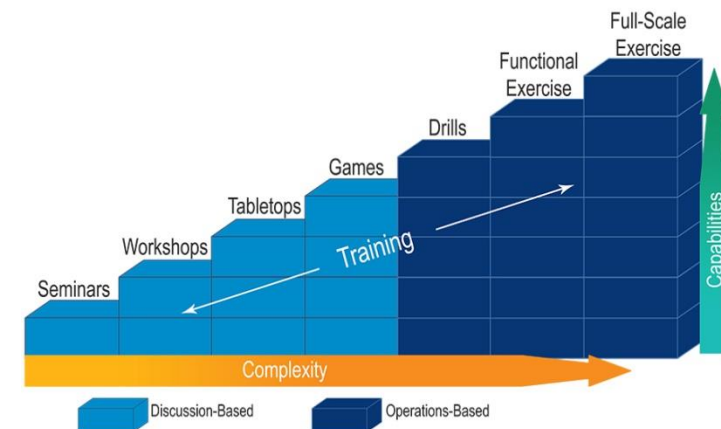 Full-Scale
Exercise
Functional
Exercise
Drills
Games
Tabletops
Workshops
Seminars
Training
Capabilities
Complexity
Discussion-Based
Operations-Based